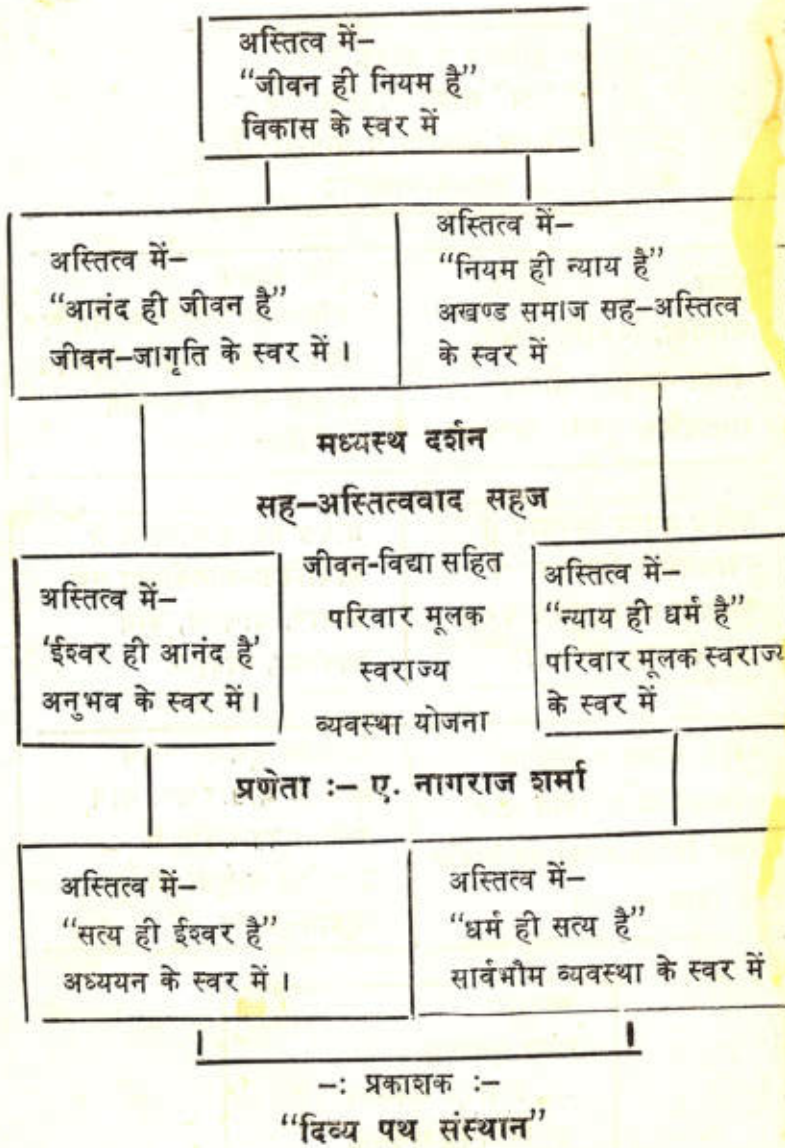 अस्तित्व में–
“जीवन ही नियम है”
विकास के स्वर में
अस्तित्व में–
“आनंद ही जीवन है”
जीवन–जागृति के स्वर में ।
अस्तित्व में–
“नियम ही न्याय है”
अखण्ड समाज सह–अस्तित्व
के स्वर में
मध्यस्थ दर्शन
सह–अस्तित्ववाद सहज
जीवन-विद्या सहित
परिवार मूलक
स्वराज्य
व्यवस्था योजना
अस्तित्व में–
‘ईश्वर ही आनंद है’
अनुभव के स्वर में।
अस्तित्व में–
“न्याय ही धर्म है”
परिवार मूलक स्वराज्य
के स्वर में
प्रणेता :– ए. नागराज शर्मा
अस्तित्व में–
“सत्य ही ईश्वर है”
अध्ययन के स्वर में ।
अस्तित्व में–
“धर्म ही सत्य है”
सार्वभौम व्यवस्था के स्वर में
–: प्रकाशक :–
“दिव्य पथ संस्थान”